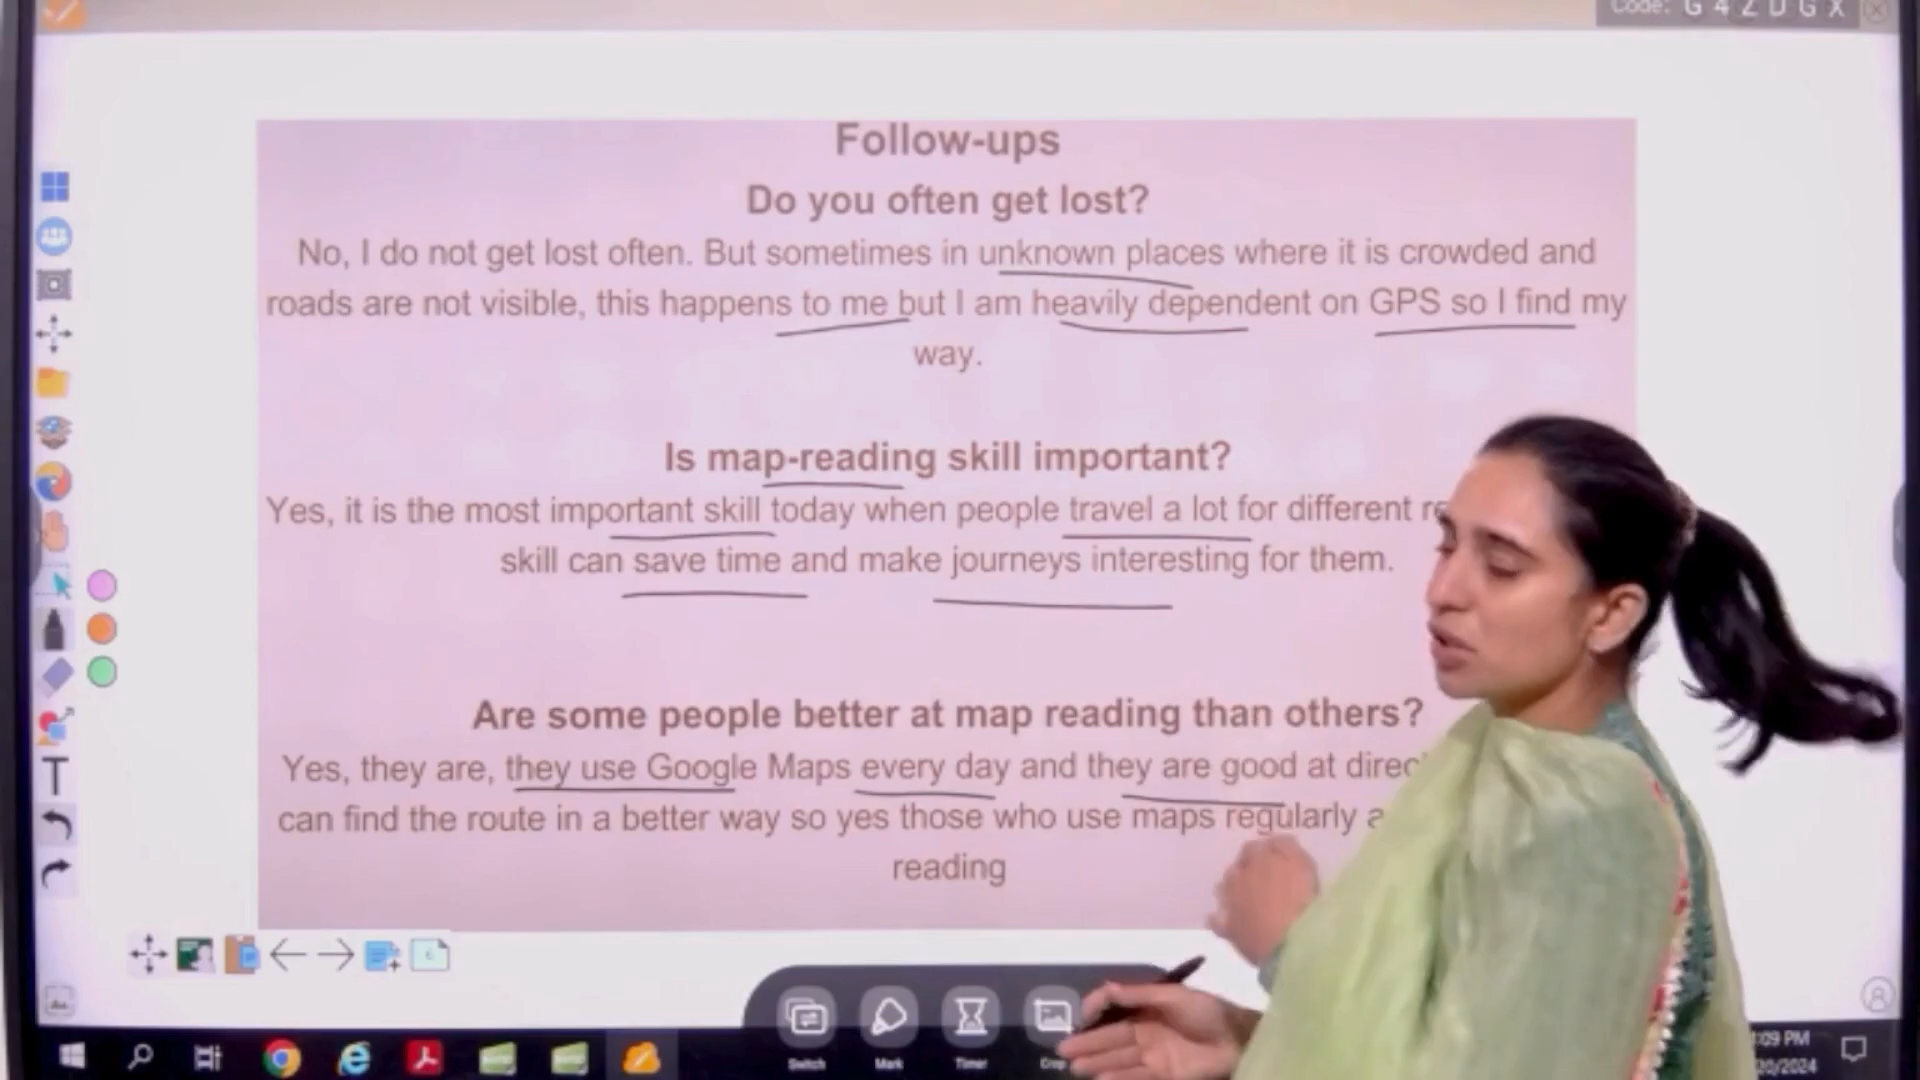 Code: G 4 Z D G X
Follow-ups
Do you often get lost?
No, I do not get lost often. But sometimes in unknown places where it is crowded and
roads are not visible, this happens to me but I am heavily dependent on GPS so I find my
way.
Is map-reading skill important?
Yes, it is the most important skill today when people travel a lot for different
skill can save time and make journeys interesting for them.
Are some people better at map reading than others?
Yes, they are, they use Google Maps every day and they are good at
can find the route in a better way so yes those who use maps regularly
reading
Switch Mark Timer Crop
:09 PM
20/2024